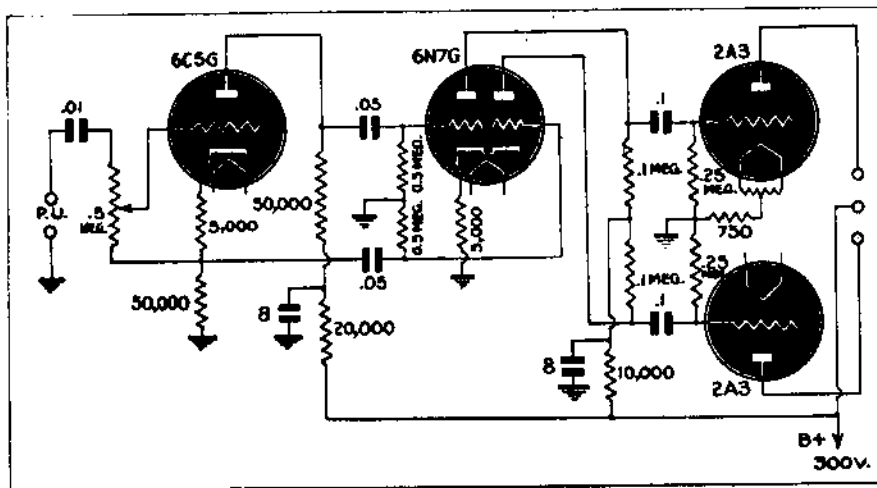 6C5G
6N7G
2A3
.01
.05
.1
P.U.
.5
MEG.
5,000
50,000
0.5 MEG.
0.5 MEG.
5,000
.1 MEG.
.25
MEG.
750
50,000
.05
.1 MEG.
.25
MEG.
.1
8
20,000
8
10,000
2A3
B+
300V.